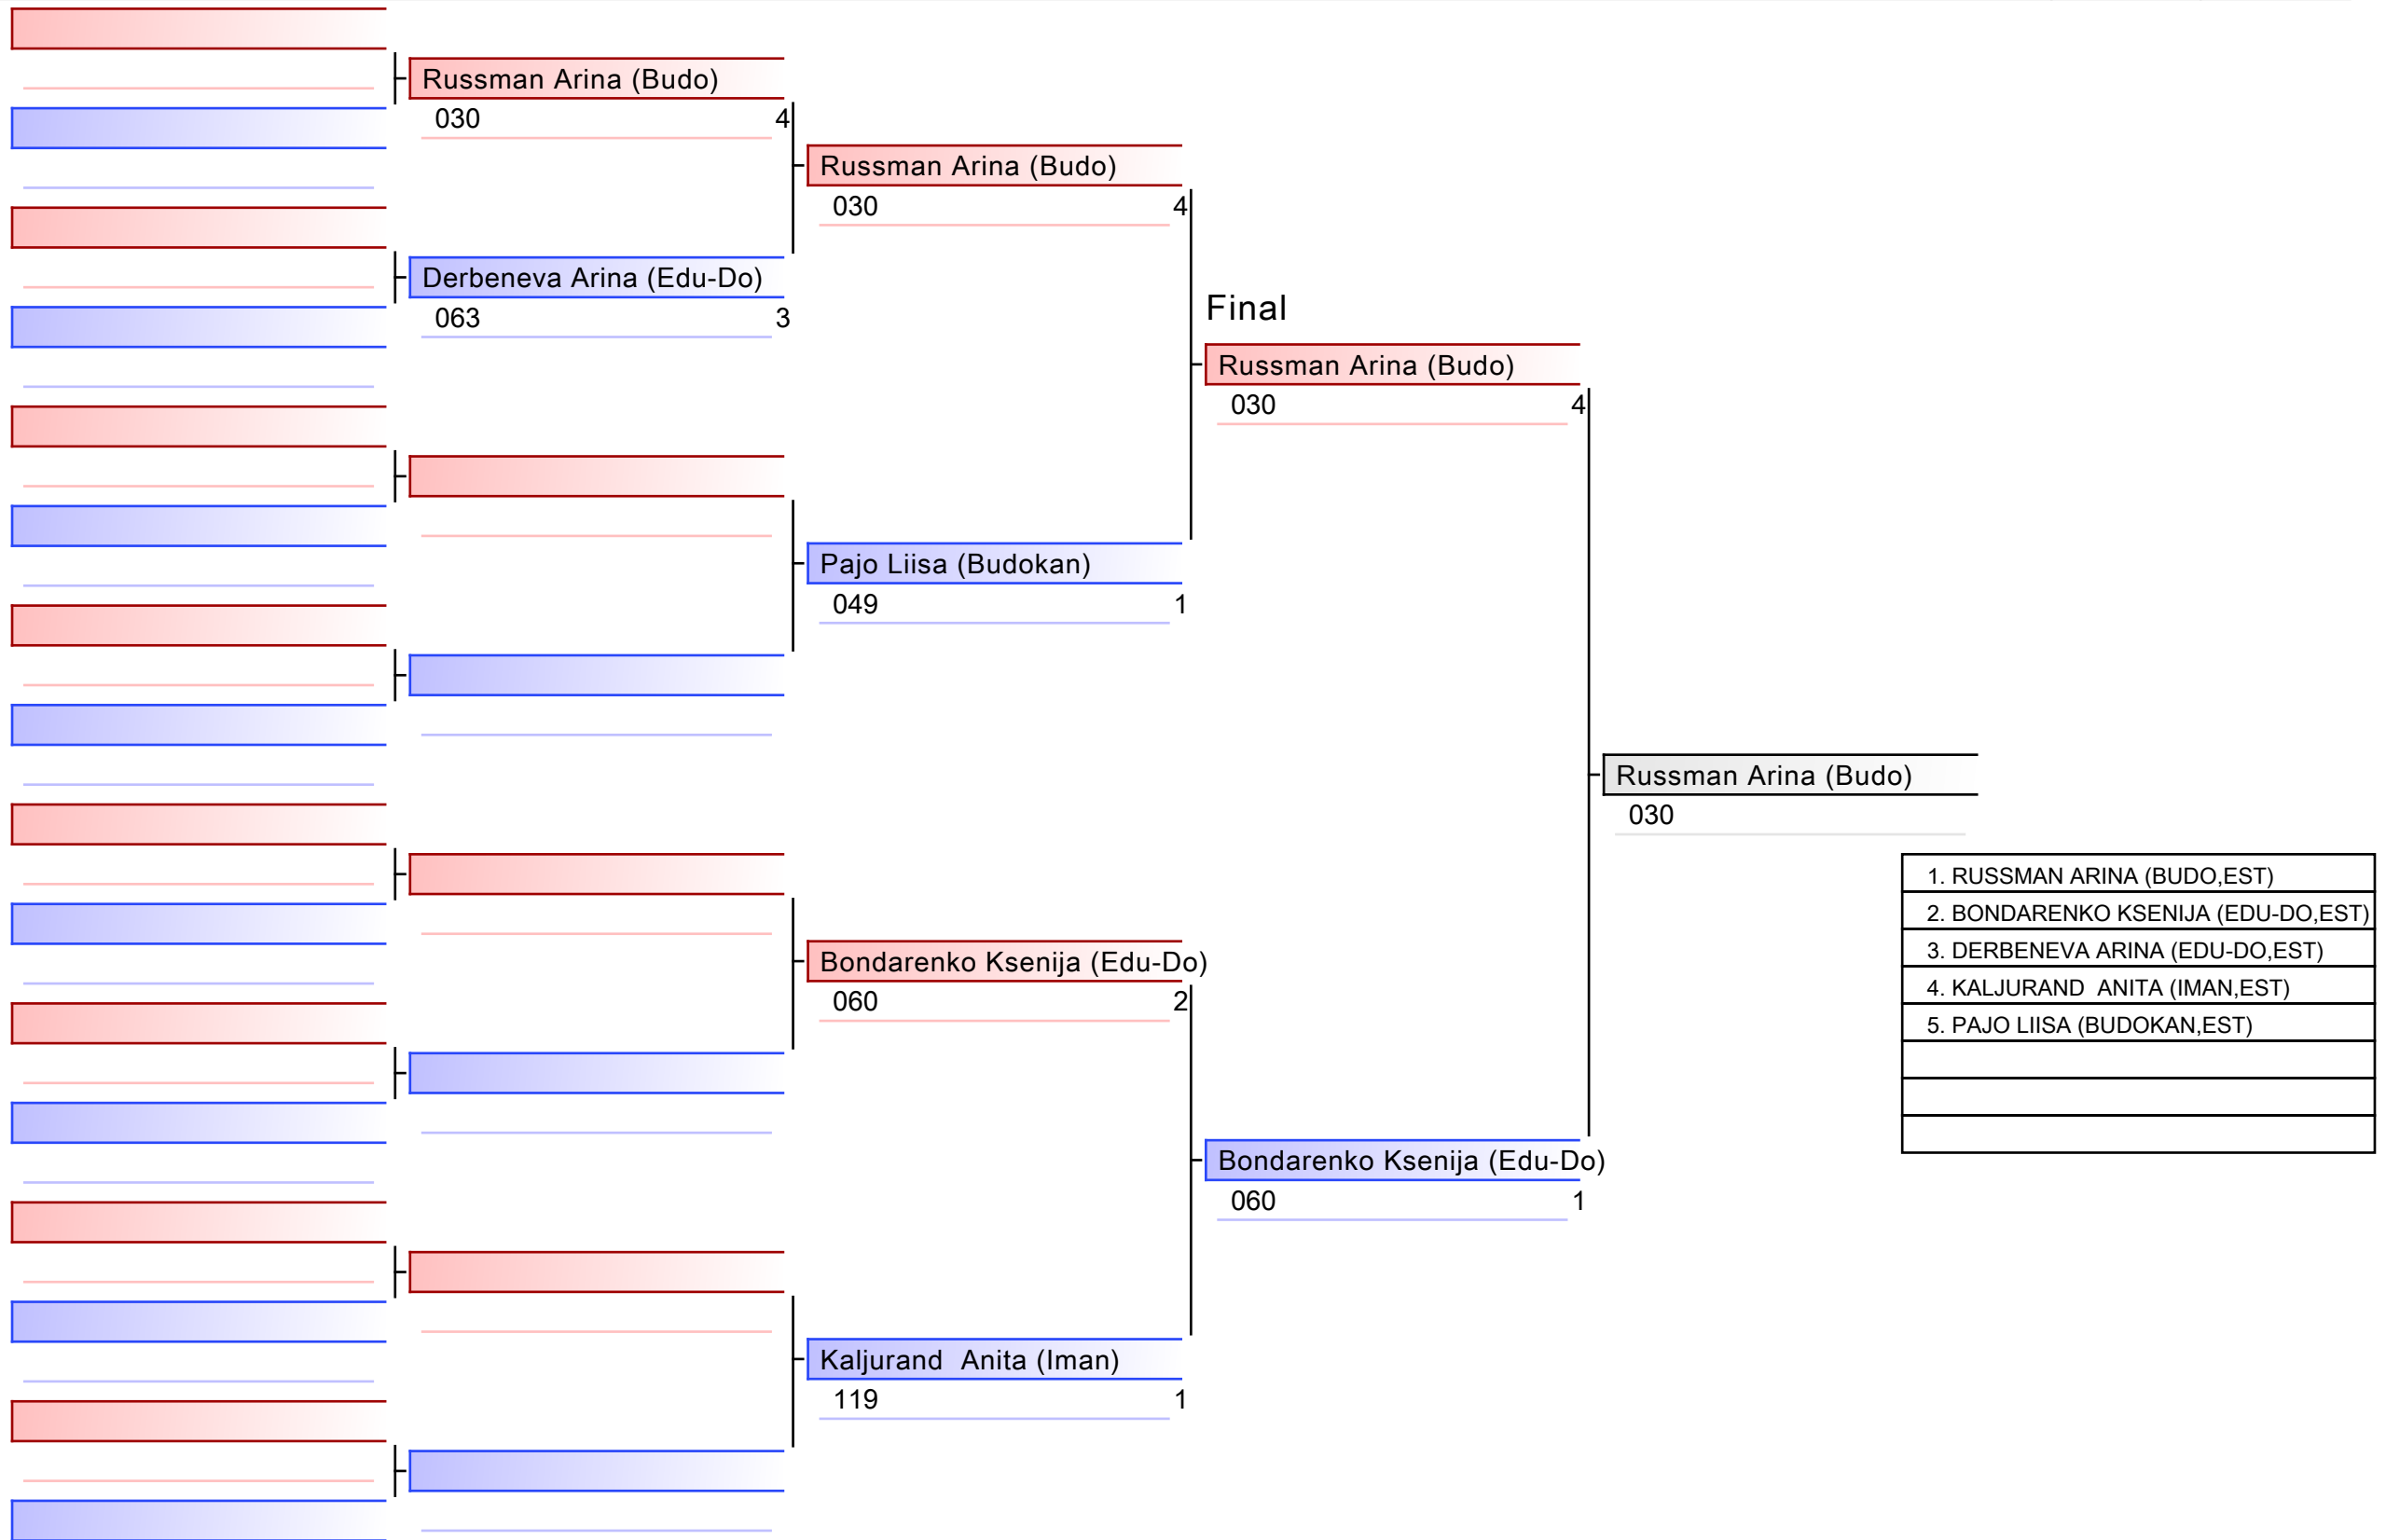 Russman Arina (Budo)
030 4
Derbeneva Arina (Edu-Do)
063 3
Russman Arina (Budo)
030 4
Pajo Liisa (Budokan)
049 1
Bondarenko Ksenija (Edu-Do)
060 2
Kaljurand  Anita (Iman)
119 1
Final
Russman Arina (Budo)
030 4
Bondarenko Ksenija (Edu-Do)
060 1
Russman Arina (Budo)
030
1. RUSSMAN ARINA (BUDO,EST)
2. BONDARENKO KSENIJA (EDU-DO,EST)
3. DERBENEVA ARINA (EDU-DO,EST)
4. KALJURAND  ANITA (IMAN,EST)
5. PAJO LIISA (BUDOKAN,EST)